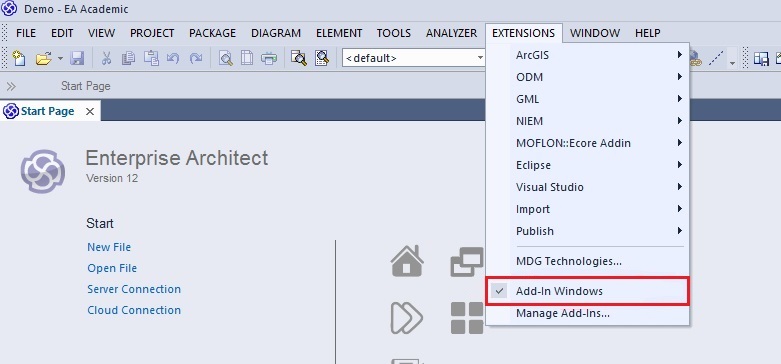 Demo - EA Academic
FILE EDIT VIEW PROJECT PACKAGE DIAGRAM ELEMENT TOOLS ANALYZER EXTENSIONS WINDOW HELP
<default>
Start Page
Start Page
Enterprise Architect
Version 12
Start
New File
Open File
Server Connection
Cloud Connection
ArcGIS
ODM
GML
NIEM
MOFLON::Ecore Addin
Eclipse
Visual Studio
Import
Publish
MDG Technologies...
Add-In Windows
Manage Add-Ins...